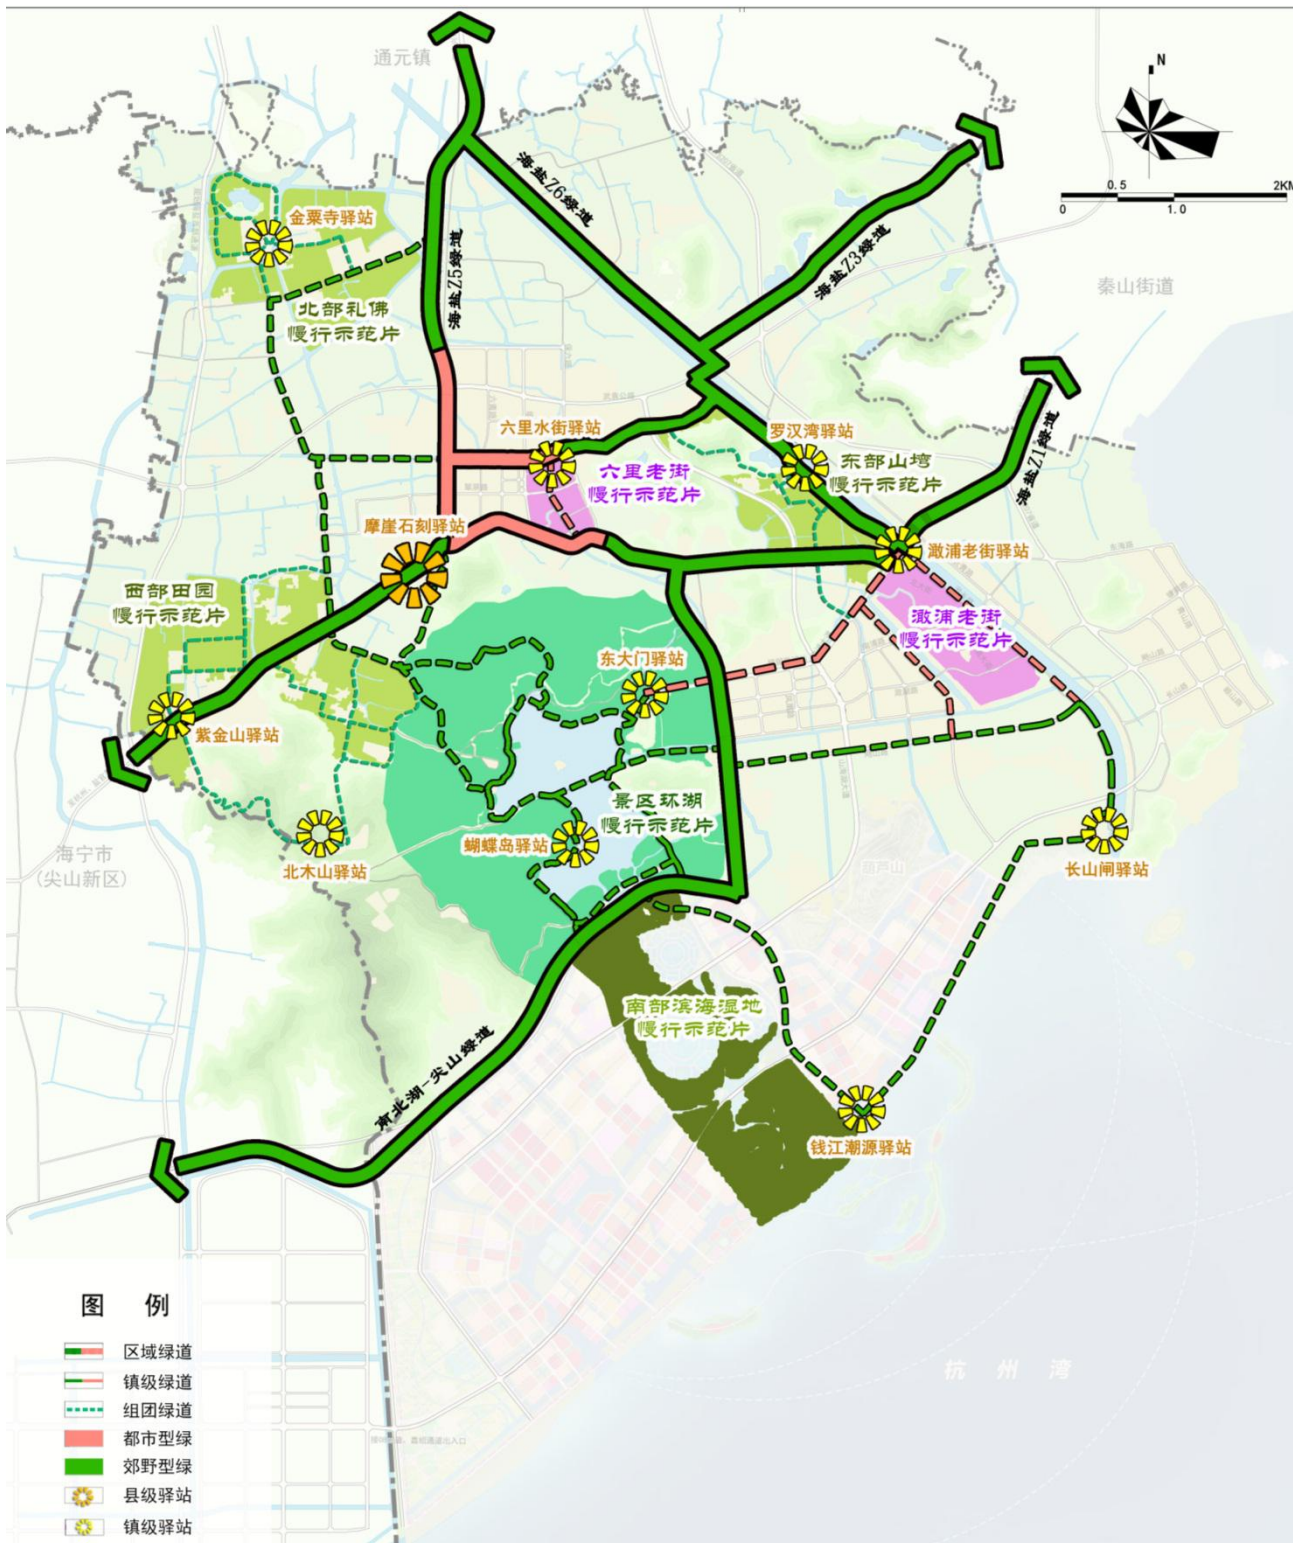 通元镇
N
0.5
2KM
0
1.0
海盐Z6绿道
海盐Z3绿道
海盐Z5绿道
海盐Z1绿道
秦山街道
金粟寺驿站
北部礼佛
慢行示范片
六里水街驿站
六里老街
慢行示范片
罗汉湾驿站
东部山塆
慢行示范片
摩崖石刻驿站
澉浦老街驿站
西部田园
慢行示范片
澉浦老街
慢行示范片
东大门驿站
紫金山驿站
景区环湖
慢行示范片
蝴蝶岛驿站
北木山驿站
海宁市
(尖山新区)
葫芦山
长山闸驿站
南部滨海湿地
慢行示范片
南北湖-尖山绿道
钱江潮源驿站
杭州湾
图 例
区域绿道
镇级绿道
组团绿道
都市型绿
郊野型绿
县级驿站
镇级驿站